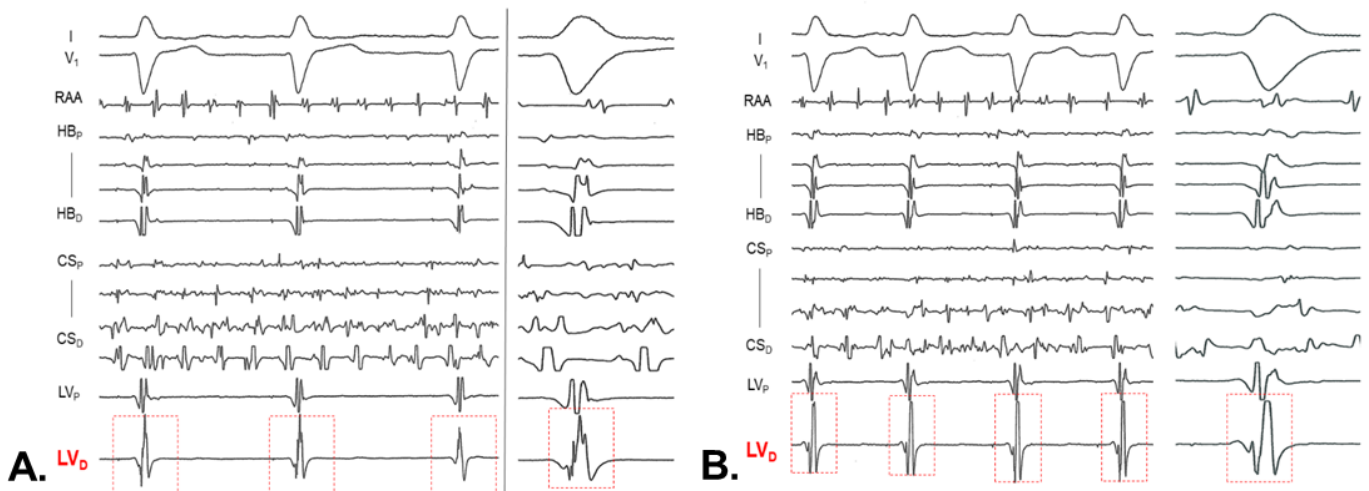 I
V1
RAA
HBP
HBD
CSP
CSD
LVP
LVD
A.
I
V1
RAA
HBP
HBD
CSP
CSD
LVP
LVD
B.